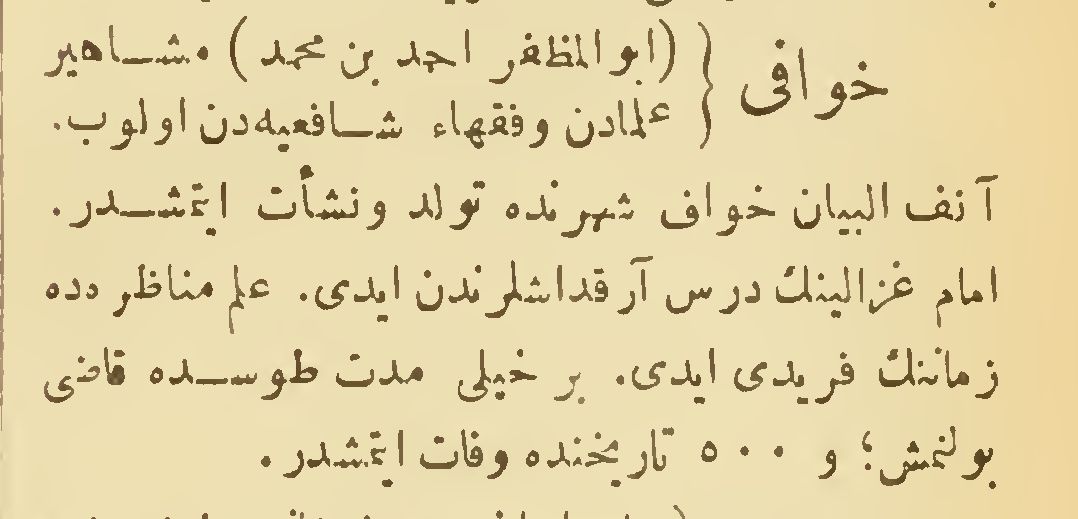 خوافی { (ابوالمظفر احمد بن محمد) مشاهیر
علمادن وفقهاء شافعیه‌دن اولوب.
آنف البیان خواف شهرنده تولد ونشأت ایتمشدر.
امام غزالینك درس آرقداشلرندن ایدی. علم مناظره‌ده
زماننك فریدی ایدی. بر خیلی مدت طوسده قاضی
بولنمش؛ و ٥٠٠ تاریخنده وفات ایتمشدر.